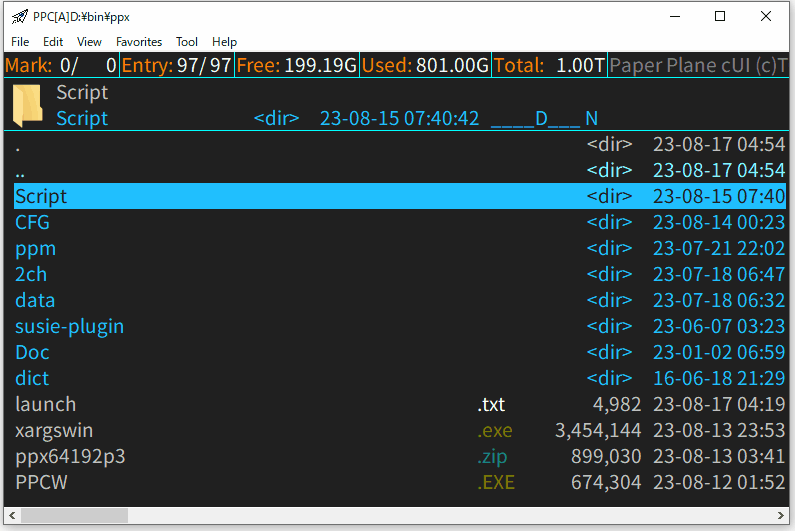 PPC[A]D:¥bin¥ppx
File Edit View Favorites Tool Help
Mark: 0/ 0 Entry: 97/ 97 Free: 199.19G Used: 801.00G Total: 1.00T Paper Plane cUI (c)T
Script
Script <dir> 23-08-15 07:40:42 ____D___ N
. <dir> 23-08-17 04:54
.. <dir> 23-08-17 04:54
Script <dir> 23-08-15 07:40
CFG <dir> 23-08-14 00:23
ppm <dir> 23-07-21 22:02
2ch <dir> 23-07-18 06:47
data <dir> 23-07-18 06:32
susie-plugin <dir> 23-06-07 03:23
Doc <dir> 23-01-02 06:59
dict <dir> 16-06-18 21:29
launch .txt 4,982 23-08-17 04:19
xargswin .exe 3,454,144 23-08-13 23:53
ppx64192p3 .zip 899,030 23-08-13 03:41
PPCW .EXE 674,304 23-08-12 01:52